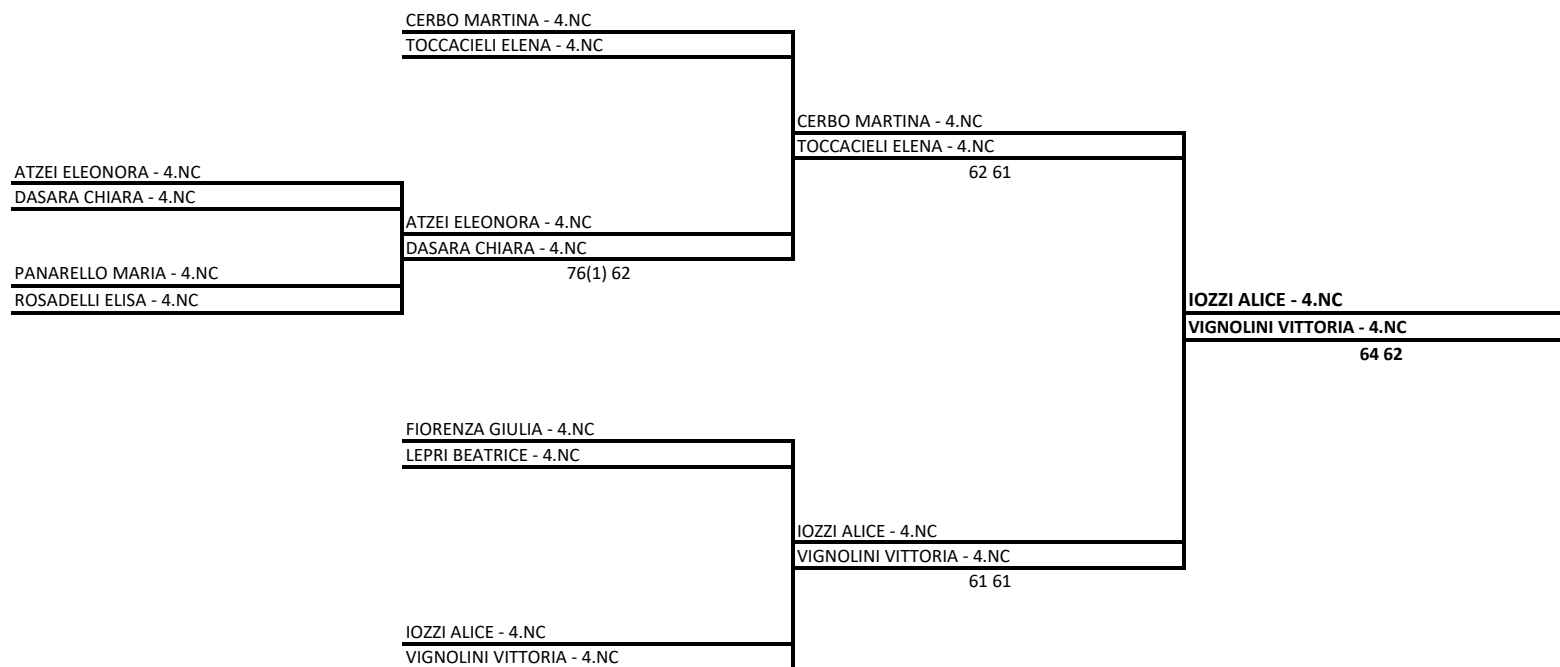 CERBO MARTINA - 4.NC
TOCCACIELI ELENA - 4.NC
CERBO MARTINA - 4.NC
TOCCACIELI ELENA - 4.NC
62 61
ATZEI ELEONORA - 4.NC
DASARA CHIARA - 4.NC
ATZEI ELEONORA - 4.NC
DASARA CHIARA - 4.NC
76(1) 62
PANARELLO MARIA - 4.NC
ROSADELLI ELISA - 4.NC
IOZZI ALICE - 4.NC
VIGNOLINI VITTORIA - 4.NC
64 62
FIORENZA GIULIA - 4.NC
LEPRI BEATRICE - 4.NC
IOZZI ALICE - 4.NC
VIGNOLINI VITTORIA - 4.NC
61 61
IOZZI ALICE - 4.NC
VIGNOLINI VITTORIA - 4.NC